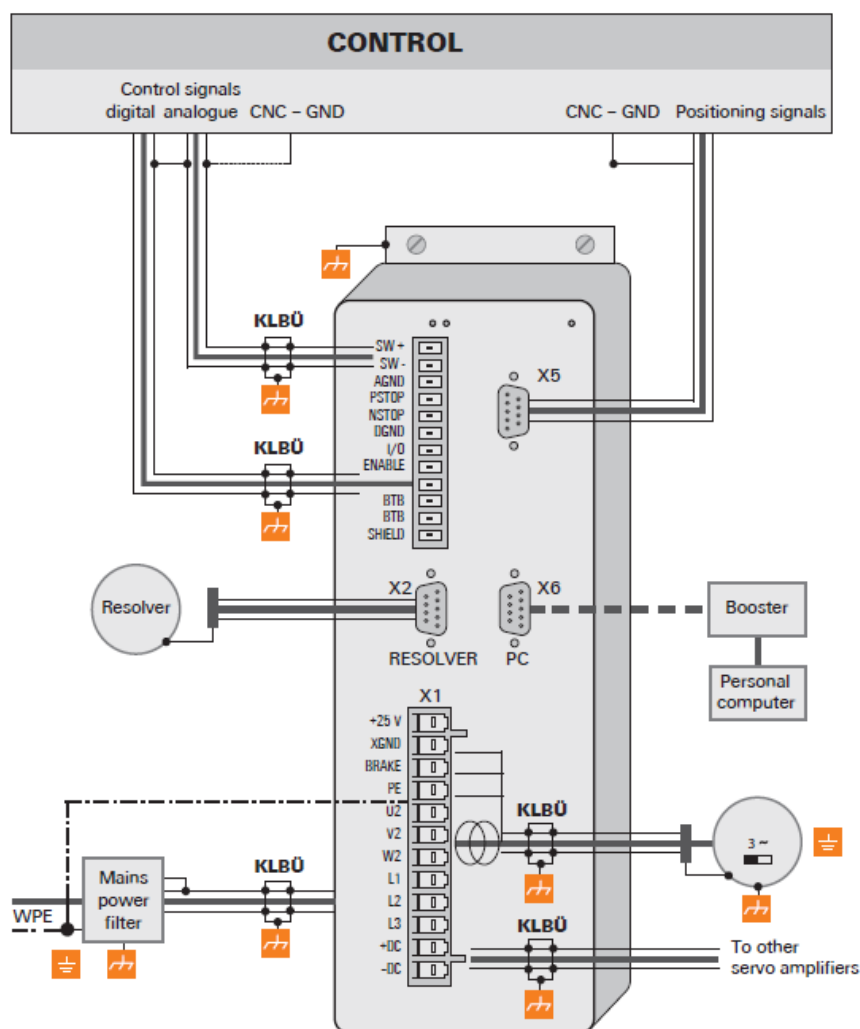 CONTROL
Control signals
digital analogue CNC – GND
CNC – GND Positioning signals
KLBÜ
SW +
SW -
AGND
PSTOP
NSTOP
DGND
I/O
ENABLE
BTB
BTB
SHIELD
X5
KLBÜ
Resolver
X2
X6
RESOLVER
PC
Booster
Personal
computer
X1
+25 V
XGND
BRAKE
PE
U2
V2
W2
L1
L2
L3
+DC
-DC
KLBÜ
3 ~
KLBÜ
Mains
power
filter
WPE
KLBÜ
To other
servo amplifiers